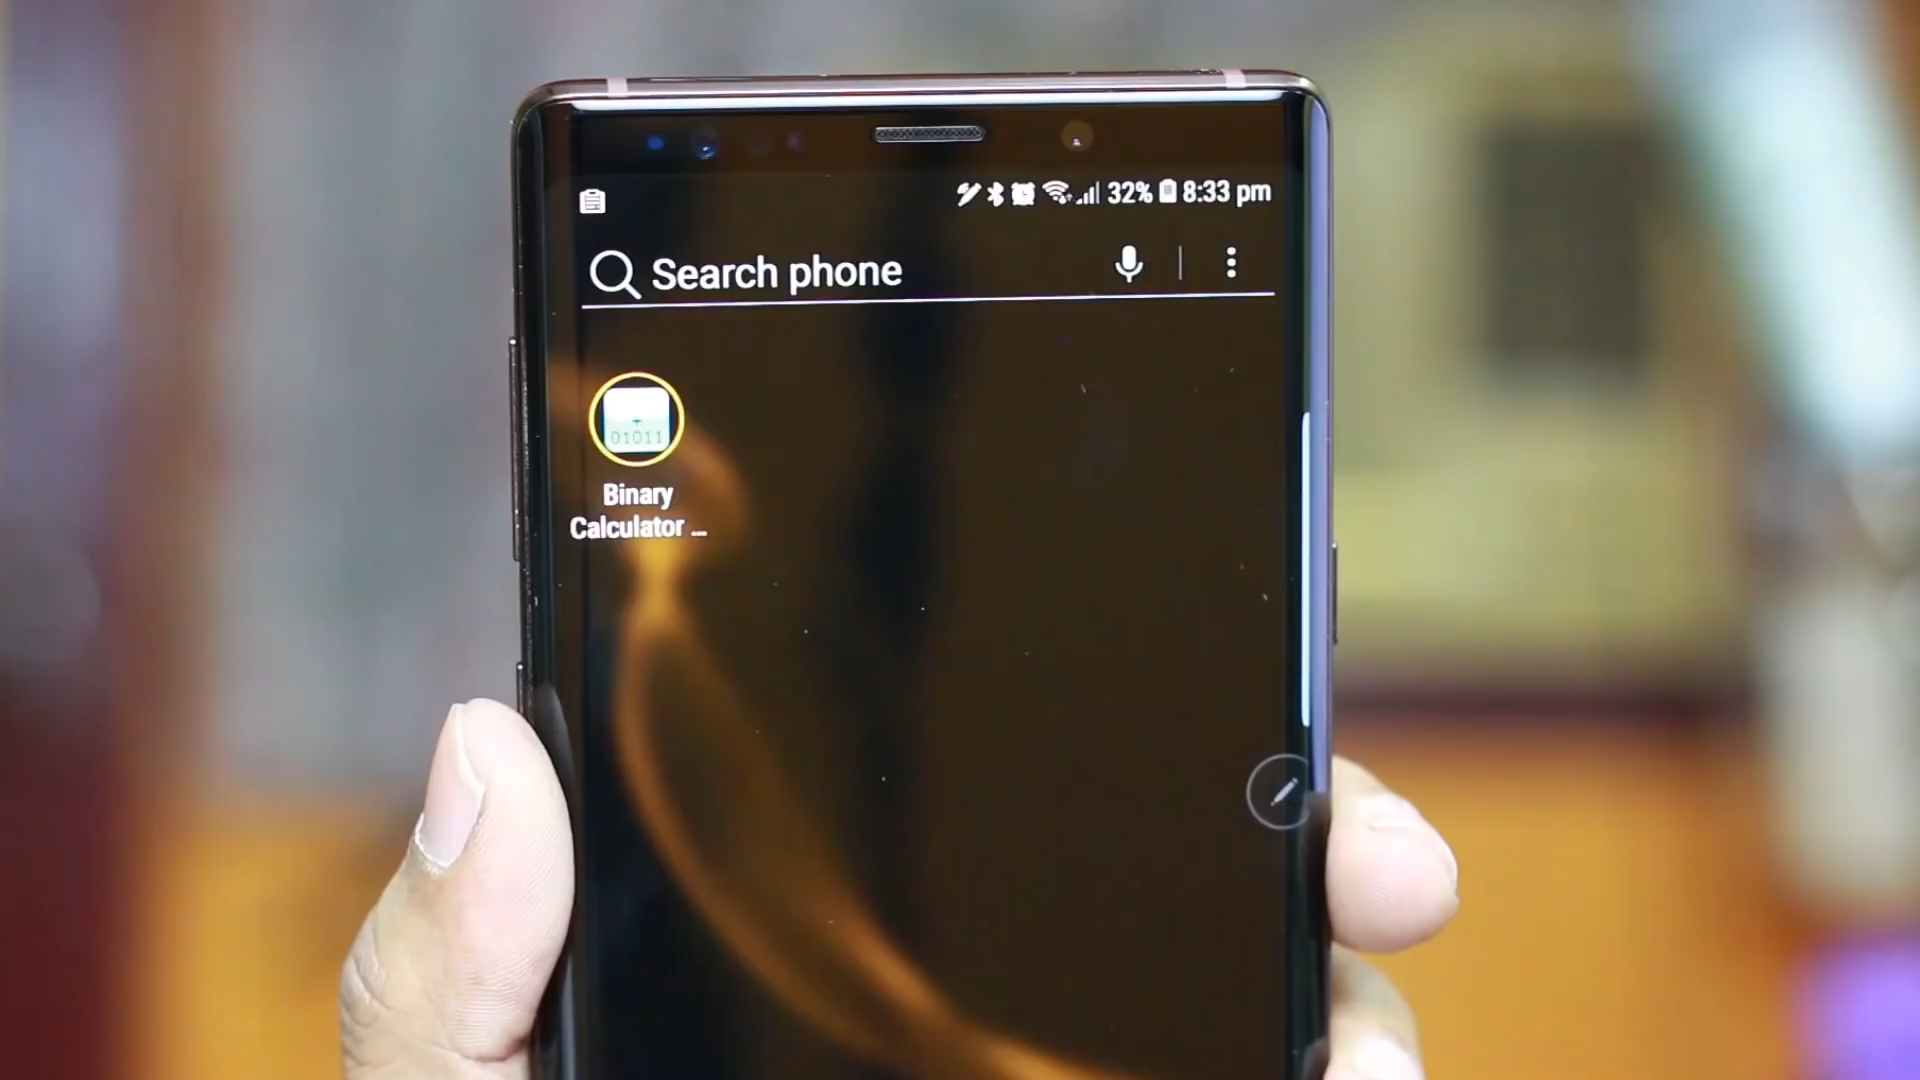 32% 8:33 pm
Search phone
01011
Binary
Calculator ...